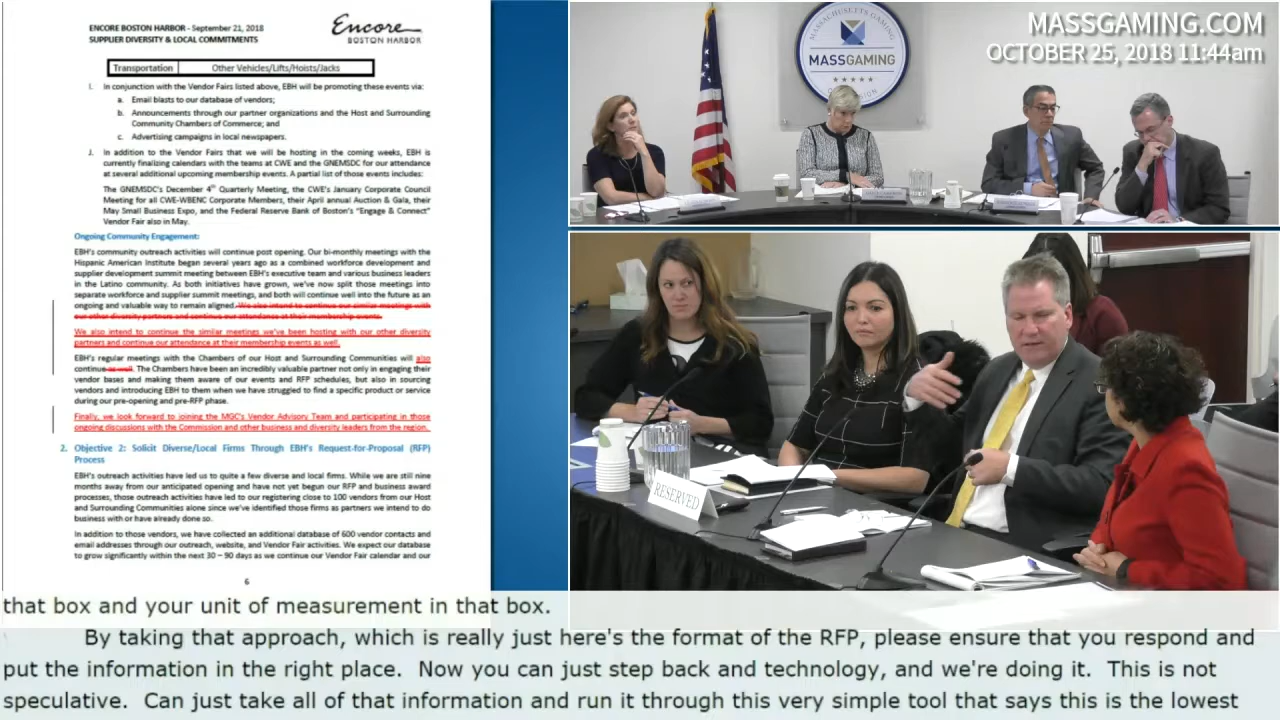 ENCORE BOSTON HARBOR - September 21, 2018
SUPPLIER DIVERSITY & LOCAL COMMITMENTS
Encore
BOSTON HARBOR
Transportation Other Vehicles/Lifts/Hoists/Jacks
I. In conjunction with the Vendor Fairs listed above, EBH will be promoting these events via:
a. Email blasts to our database of vendors;
b. Announcements through our partner organizations and the Host and Surrounding
Community Chambers of Commerce; and
c. Advertising campaigns in local newspapers.
J. In addition to the Vendor Fairs that we will be hosting in the coming weeks, EBH is
currently finalizing calendars with the teams at CWE and the GNEMSDC for our attendance
at several additional upcoming membership events. A partial list of those events includes:
The GNEMSDC's December 4th Quarterly Meeting, the CWE's January Corporate Council
Meeting for all CWE-WBENC Corporate Members, their April annual Auction & Gala, their
May Small Business Expo, and the Federal Reserve Bank of Boston's "Engage & Connect"
Vendor Fair also in May.
Ongoing Community Engagement:
EBH's community outreach activities will continue post opening. Our bi-monthly meetings with the
Hispanic American Institute began several years ago as a combined workforce development and
supplier development summit meeting between EBH's executive team and various business leaders
in the Latino community. As both initiatives have grown, we've now split those meetings into
separate workforce and supplier summit meetings, and both will continue well into the future as an
ongoing and valuable way to remain aligned. We also intend to continue our similar meetings with
our other diversity partners and continue our attendance at their membership events.
We also intend to continue the similar meetings we've been hosting with our other diversity
partners and continue our attendance at their membership events as well.
EBH's regular meetings with the Chambers of our Host and Surrounding Communities will also
continue as well. The Chambers have been an incredibly valuable partner not only in engaging their
vendor bases and making them aware of our events and RFP schedules, but also in sourcing
vendors and introducing EBH to them when we have struggled to find a specific product or service
during our pre-opening and pre-RFP phase.
Finally, we look forward to joining the MGC's Vendor Advisory Team and participating in those
ongoing discussions with the Commission and other business and diversity leaders from the region.
2. Objective 2: Solicit Diverse/Local Firms Through EBH's Request-for-Proposal (RFP)
Process
EBH's outreach activities have led us to quite a few diverse and local firms. While we are still nine
months away from our anticipated opening and have not yet begun our RFP and business award
processes, those outreach activities have led to our registering close to 100 vendors from our Host
and Surrounding Communities alone since we've identified those firms as partners we intend to do
business with or have already done so.
In addition to those vendors, we have collected an additional database of 600 vendor contacts and
email addresses through our outreach, website, and Vendor Fair activities. We expect our database
to grow significantly within the next 30 – 90 days as we continue our Vendor Fair calendar and our
6
MASSACHUSETTS GAMING
MASSGAMING
MASSGAMING.COM
OCTOBER 25, 2018 11:44am
RESERVED
that box and your unit of measurement in that box.
By taking that approach, which is really just here's the format of the RFP, please ensure that you respond and
put the information in the right place. Now you can just step back and technology, and we're doing it. This is not
speculative. Can just take all of that information and run it through this very simple tool that says this is the lowest